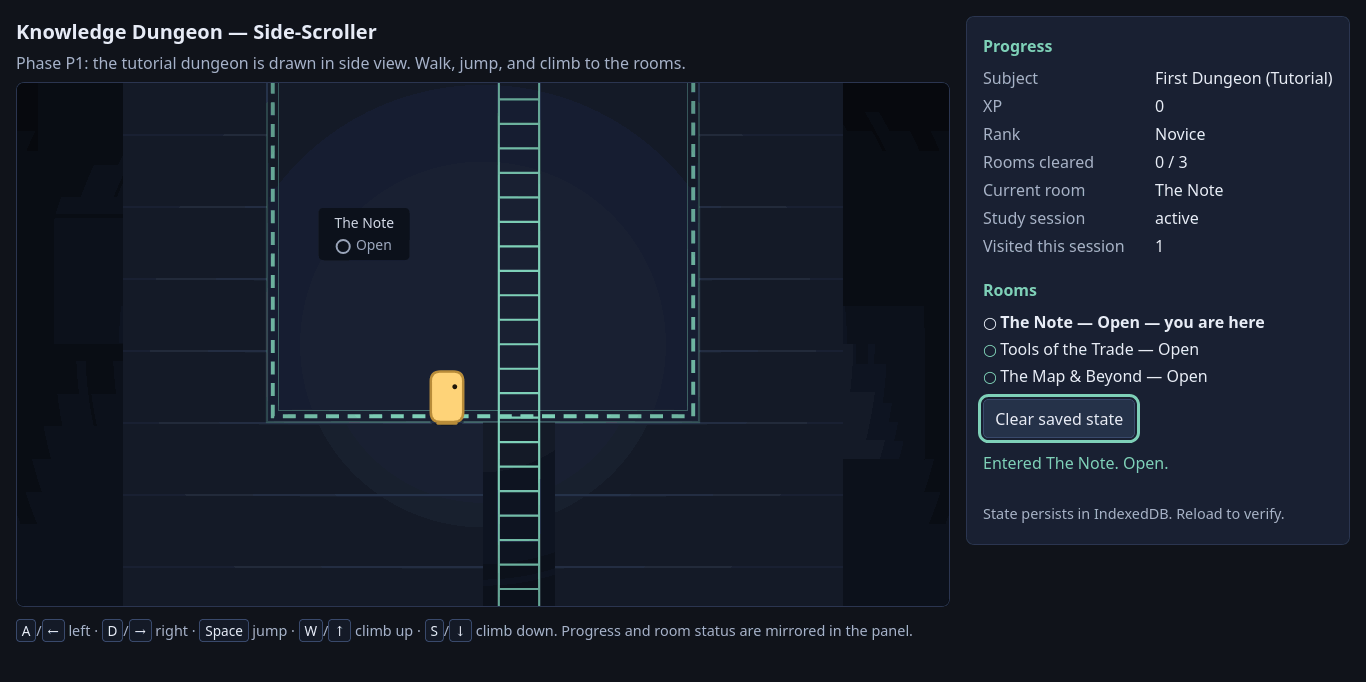 Knowledge Dungeon — Side-Scroller
Phase P1: the tutorial dungeon is drawn in side view. Walk, jump, and climb to the rooms.
The Note
Open
A/← left · D/→ right · Space jump · W/↑ climb up · S/↓ climb down. Progress and room status are mirrored in the panel.
Progress
Subject First Dungeon (Tutorial)
XP 0
Rank Novice
Rooms cleared 0 / 3
Current room The Note
Study session active
Visited this session 1
Rooms
○ The Note — Open — you are here
○ Tools of the Trade — Open
○ The Map & Beyond — Open
Clear saved state
Entered The Note. Open.
State persists in IndexedDB. Reload to verify.